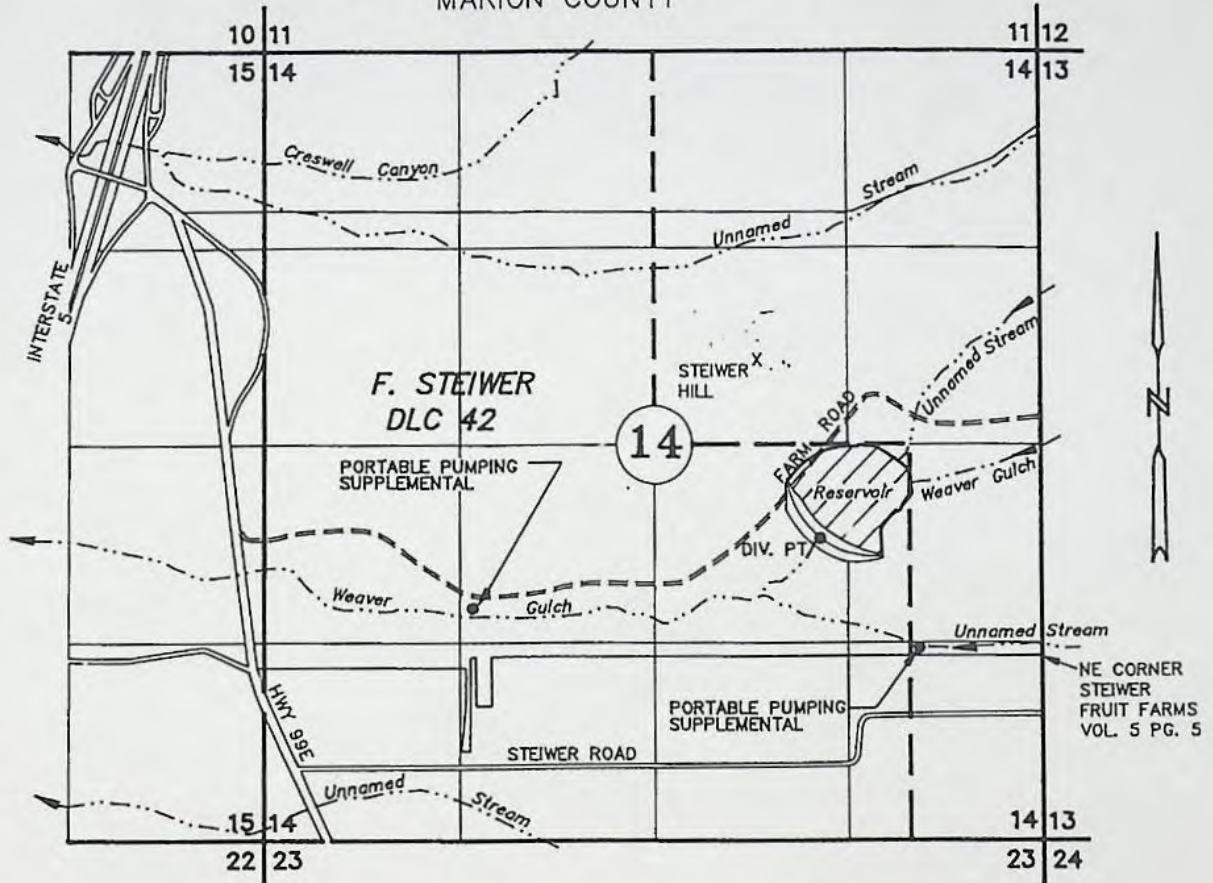 MARION COUNTY
10 11
11 12
15 14
14 13
Creswell Canyon
Unnamed Stream
INTERSTATE 5
STEIWER HILL X
Unnamed Stream
F. STEIWER
DLC 42
14
FARM ROAD
N
PORTABLE PUMPING
SUPPLEMENTAL
Reservoir
Weaver Gulch
DIV. PT.
Weaver Gulch
Unnamed Stream
NE CORNER
STEIWER
FRUIT FARMS
VOL. 5 PG. 5
PORTABLE PUMPING
SUPPLEMENTAL
HWY 99E
STEIWER ROAD
Unnamed Stream
15 14
14 13
22 23
23 24